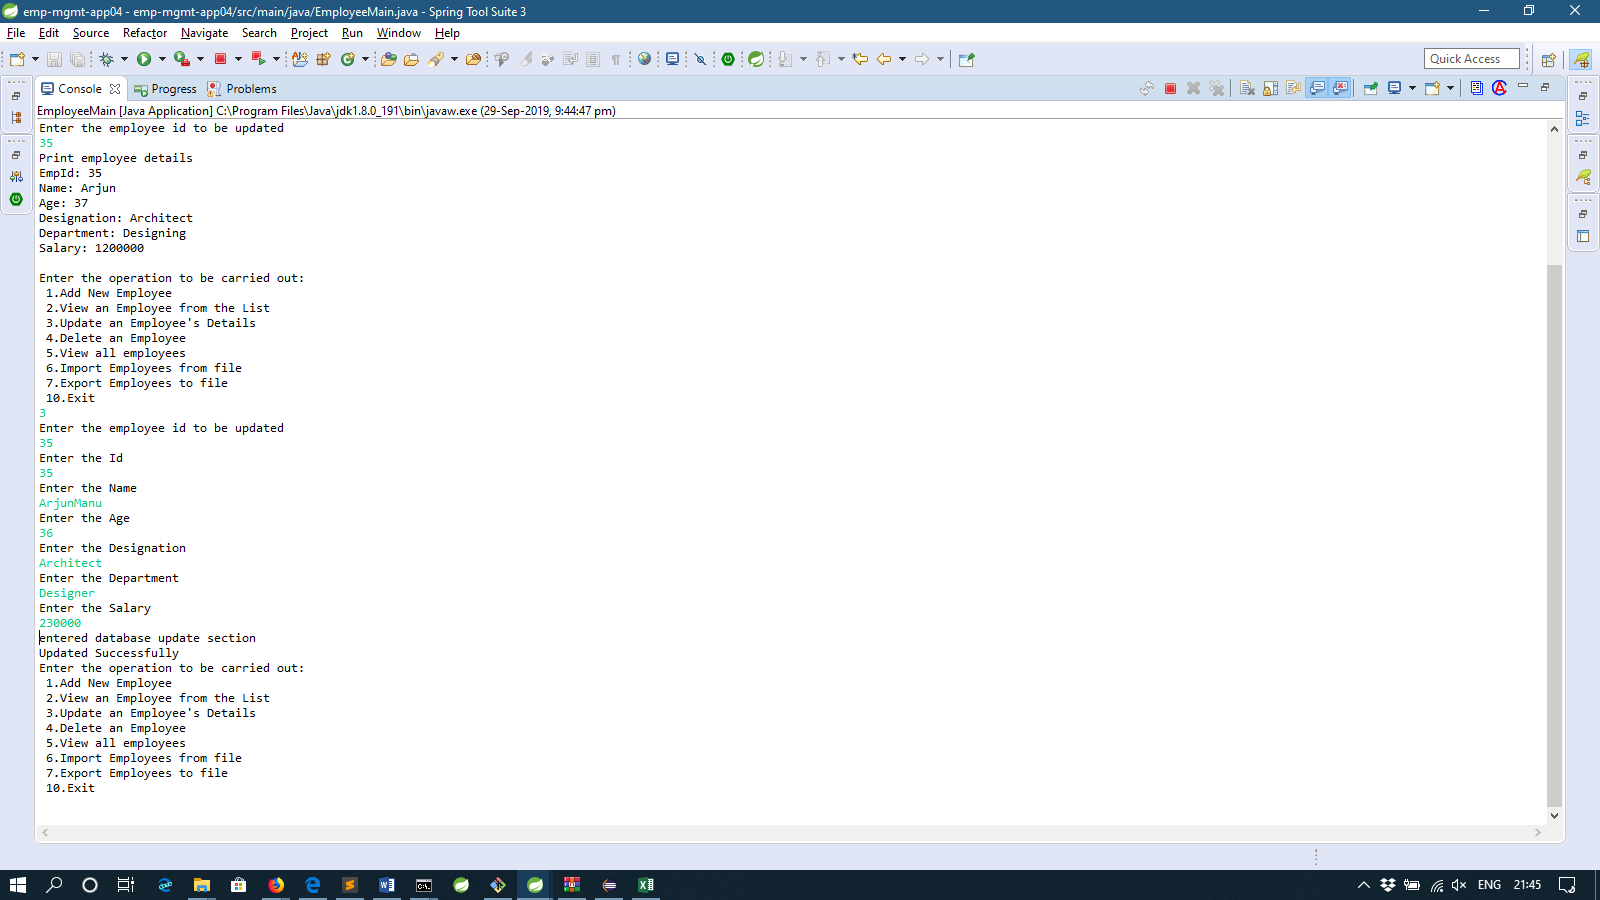 emp-mgmt-app04 - emp-mgmt-app04/src/main/java/EmployeeMain.java - Spring Tool Suite 3
File Edit Source Refactor Navigate Search Project Run Window Help
Quick Access
Console Progress Problems
EmployeeMain [Java Application] C:\Program Files\Java\jdk1.8.0_191\bin\javaw.exe (29-Sep-2019, 9:44:47 pm)
Enter the employee id to be updated
35
Print employee details
EmpId: 35
Name: Arjun
Age: 37
Designation: Architect
Department: Designing
Salary: 1200000
Enter the operation to be carried out:
1.Add New Employee
2.View an Employee from the List
3.Update an Employee's Details
4.Delete an Employee
5.View all employees
6.Import Employees from file
7.Export Employees to file
10.Exit
3
Enter the employee id to be updated
35
Enter the Id
35
Enter the Name
ArjunManu
Enter the Age
36
Enter the Designation
Architect
Enter the Department
Designer
Enter the Salary
230000
entered database update section
Updated Successfully
Enter the operation to be carried out:
1.Add New Employee
2.View an Employee from the List
3.Update an Employee's Details
4.Delete an Employee
5.View all employees
6.Import Employees from file
7.Export Employees to file
10.Exit
ENG 21:45